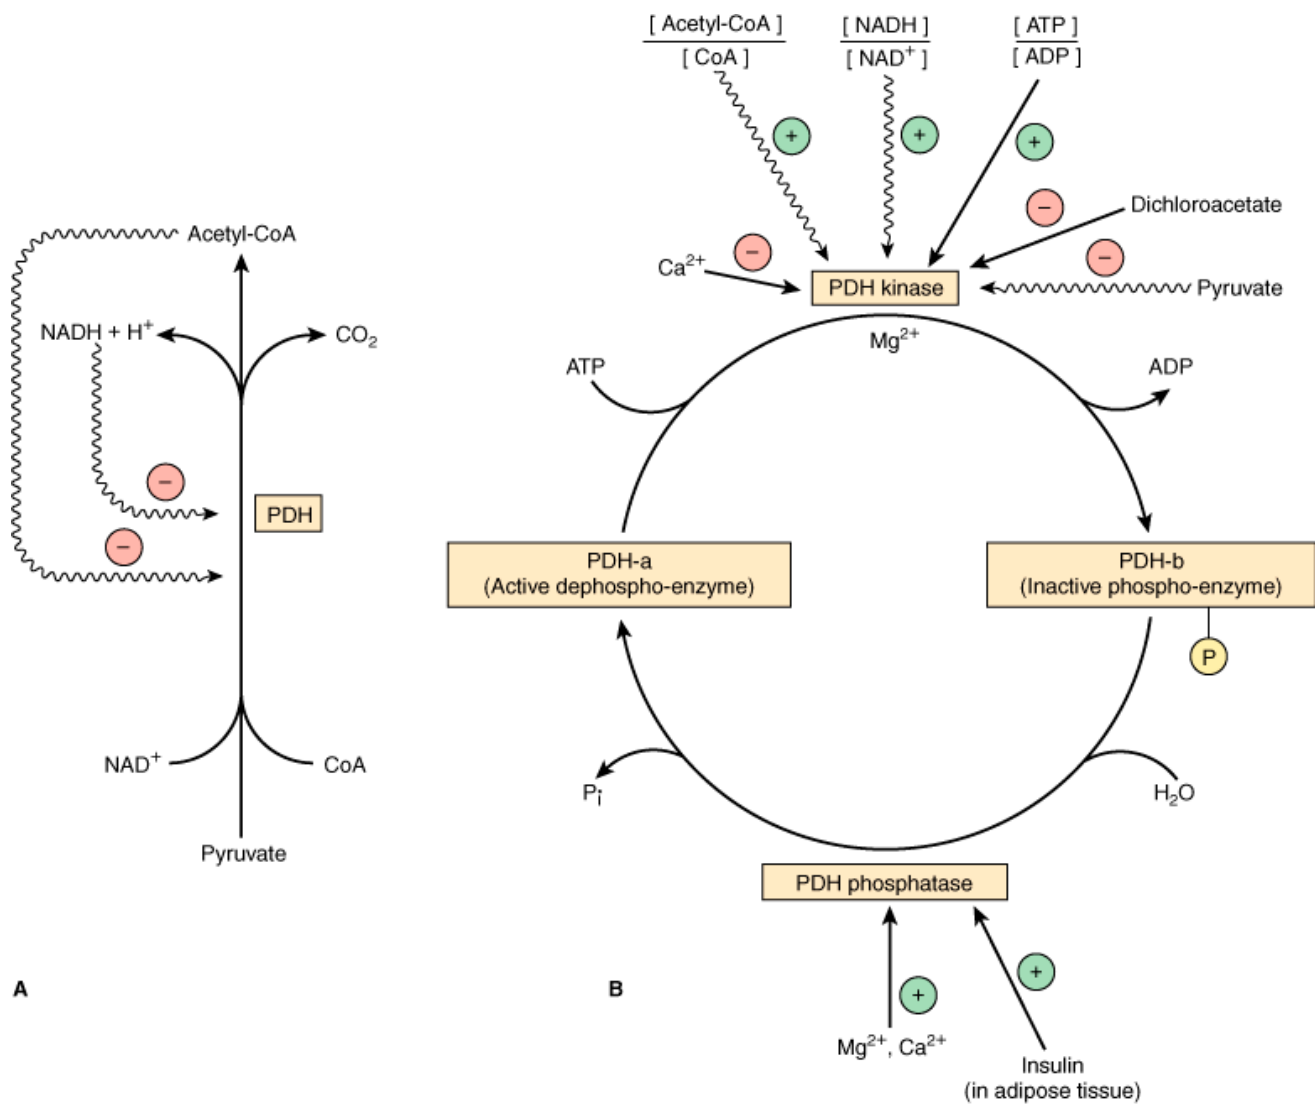 Acetyl-CoA
NADH + H⁺
CO₂
−
PDH
−
NAD⁺
CoA
Pyruvate
A
[ Acetyl-CoA ]
[ CoA ]
[ NADH ]
[ NAD⁺ ]
[ ATP ]
[ ADP ]
+
+
+
−
Dichloroacetate
−
Ca²⁺
−
Pyruvate
PDH kinase
Mg²⁺
ATP
ADP
PDH-a
(Active dephospho-enzyme)
PDH-b
(Inactive phospho-enzyme)
P
Pi
H₂O
PDH phosphatase
+
+
Mg²⁺, Ca²⁺
Insulin
(in adipose tissue)
B